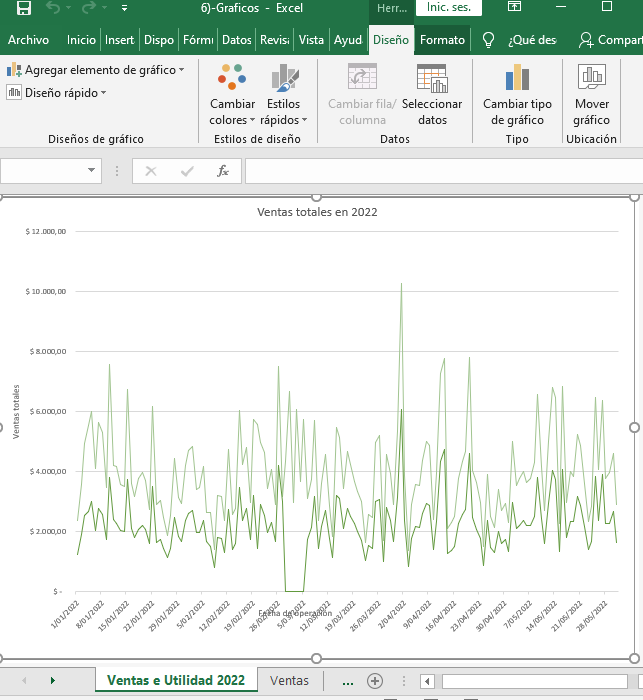 6)-Graficos - Excel
Herr...
Inic. ses.
Archivo Inicio Insert Dispo Fórmu Datos Revisi Vista Ayud Diseño Formato ¿Qué des Compart
Agregar elemento de gráfico
Diseño rápido
Cambiar colores
Estilos rápidos
Cambiar fila/ columna
Seleccionar datos
Cambiar tipo de gráfico
Mover gráfico
Diseños de gráfico
Estilos de diseño
Datos
Tipo
Ubicación
fx
Ventas totales en 2022
$ 12.000,00
$ 10.000,00
$ 8.000,00
$ 6.000,00
$ 4.000,00
$ 2.000,00
$ -
Ventas totales
1/01/2022
8/01/2022
15/01/2022
22/01/2022
29/01/2022
5/02/2022
12/02/2022
19/02/2022
26/02/2022
5/03/2022
12/03/2022
19/03/2022
26/03/2022
2/04/2022
9/04/2022
16/04/2022
23/04/2022
30/04/2022
7/05/2022
14/05/2022
21/05/2022
28/05/2022
Fecha de operación
Ventas e Utilidad 2022
Ventas
...